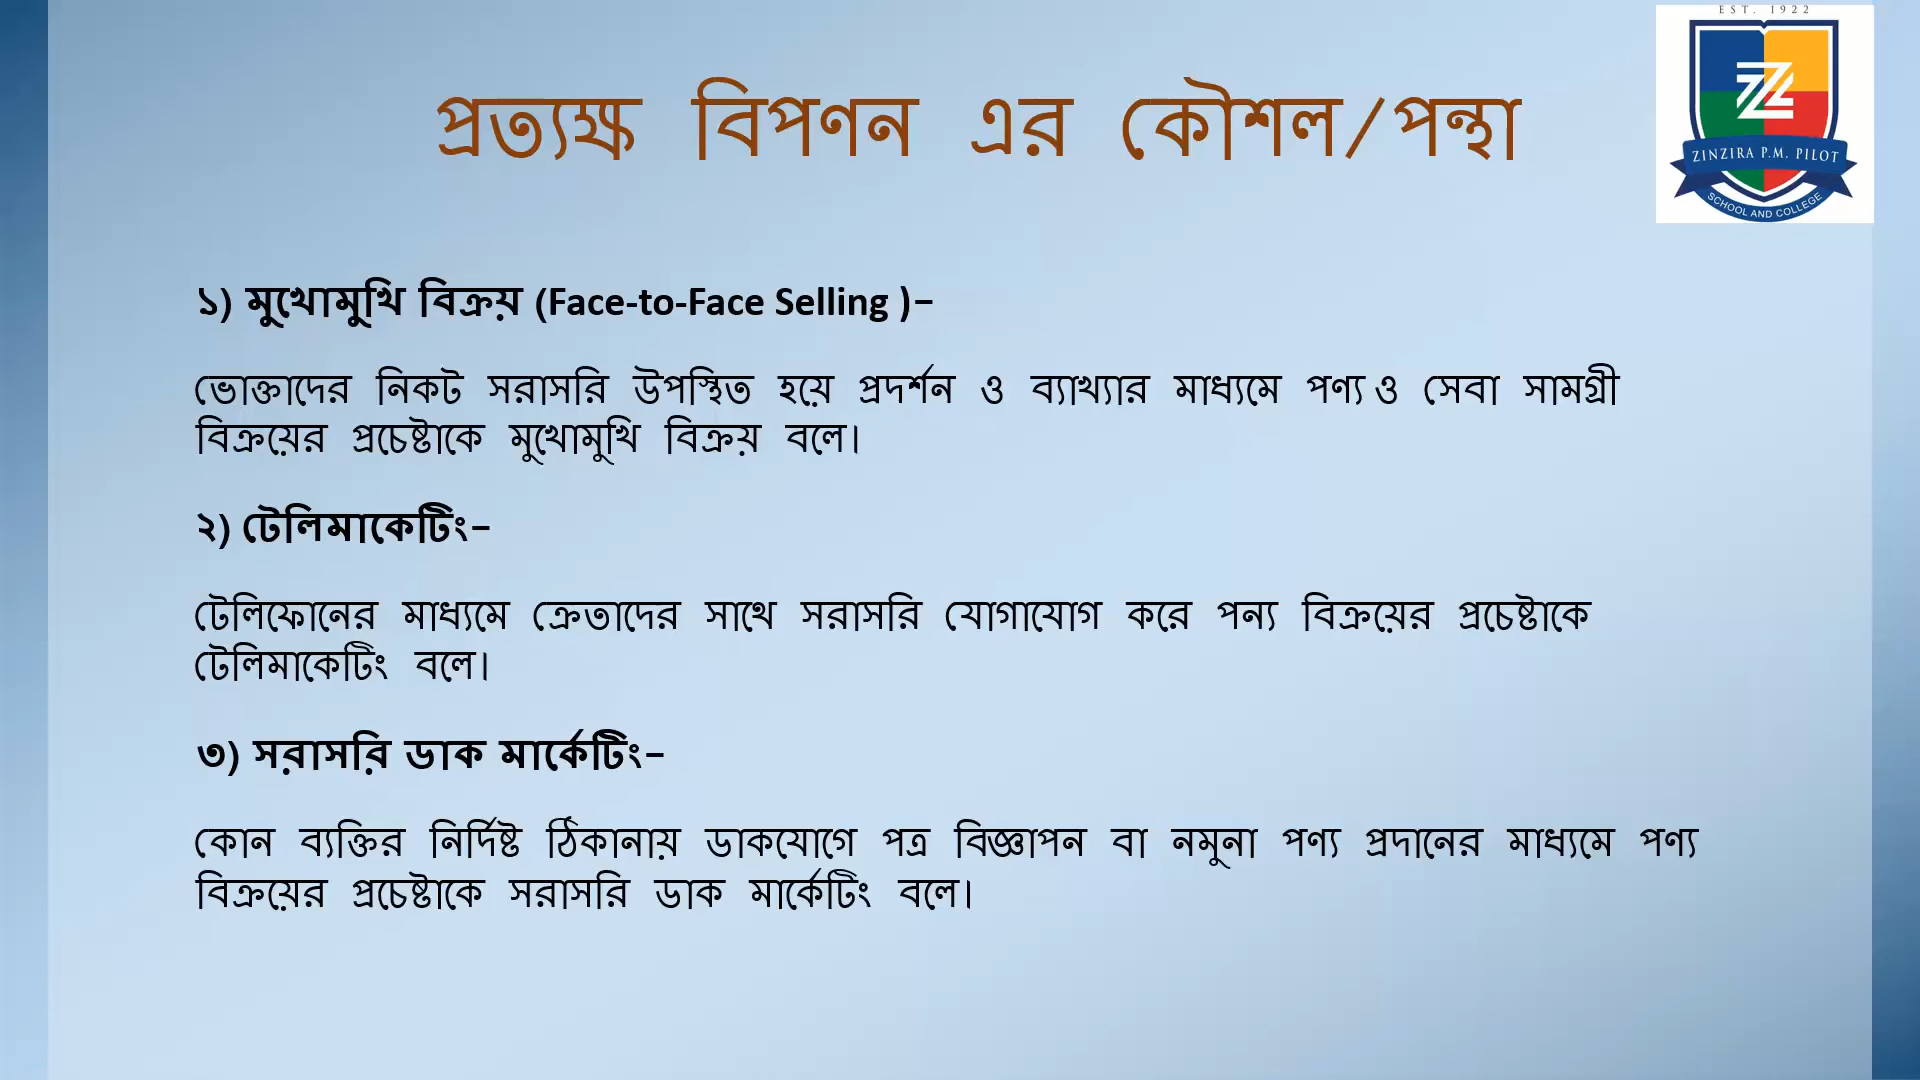 EST. 1922
প্রত্যক্ষ বিপণন এর কৌশল/পন্থা
ZINZIRA P.M. PILOT
SCHOOL AND COLLEGE
১) মুখোমুখি বিক্রয় (Face-to-Face Selling )–
ভোক্তাদের নিকট সরাসরি উপস্থিত হয়ে প্রদর্শন ও ব্যাখ্যার মাধ্যমে পণ্য ও সেবা সামগ্রী
বিক্রয়ের প্রচেষ্টাকে মুখোমুখি বিক্রয় বলে।
২) টেলিমাকেটিং–
টেলিফোনের মাধ্যমে ক্রেতাদের সাথে সরাসরি যোগাযোগ করে পন্য বিক্রয়ের প্রচেষ্টাকে
টেলিমাকেটিং বলে।
৩) সরাসরি ডাক মার্কেটিং–
কোন ব্যক্তির নির্দিষ্ট ঠিকানায় ডাকযোগে পত্র বিজ্ঞাপন বা নমুনা পণ্য প্রদানের মাধ্যমে পণ্য
বিক্রয়ের প্রচেষ্টাকে সরাসরি ডাক মার্কেটিং বলে।